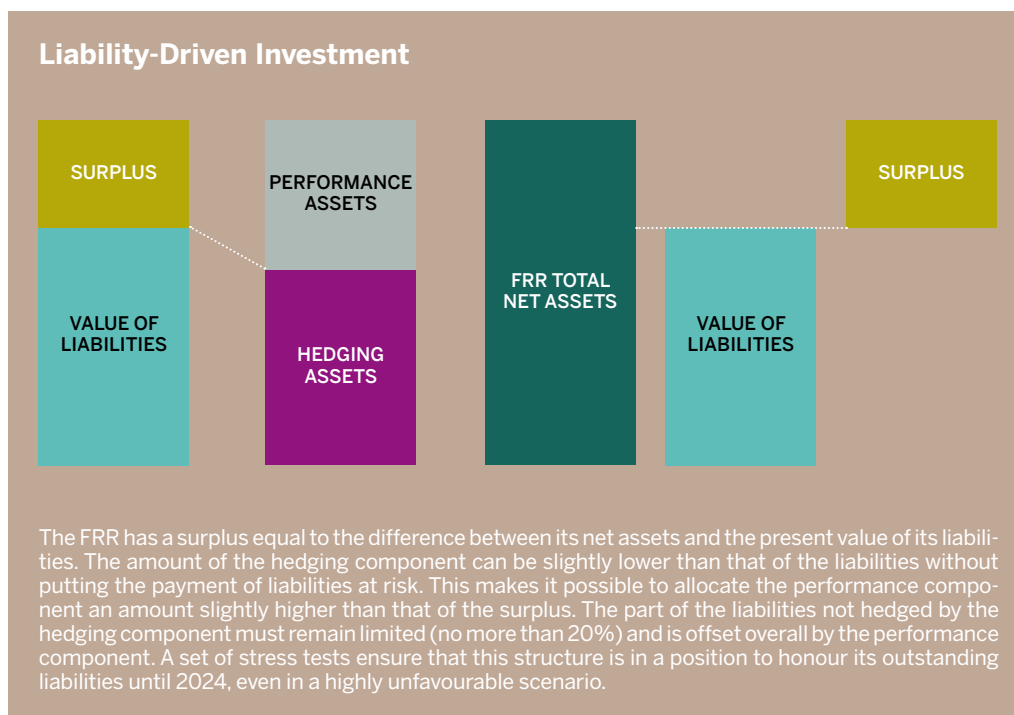 Liability-Driven Investment
SURPLUS
VALUE OF
LIABILITIES
PERFORMANCE
ASSETS
HEDGING
ASSETS
FRR TOTAL
NET ASSETS
VALUE OF
LIABILITIES
SURPLUS
The FRR has a surplus equal to the difference between its net assets and the present value of its liabili-
ties. The amount of the hedging component can be slightly lower than that of the liabilities without
putting the payment of liabilities at risk. This makes it possible to allocate the performance compo-
nent an amount slightly higher than that of the surplus. The part of the liabilities not hedged by the
hedging component must remain limited (no more than 20%) and is offset overall by the performance
component. A set of stress tests ensure that this structure is in a position to honour its outstanding
liabilities until 2024, even in a highly unfavourable scenario.